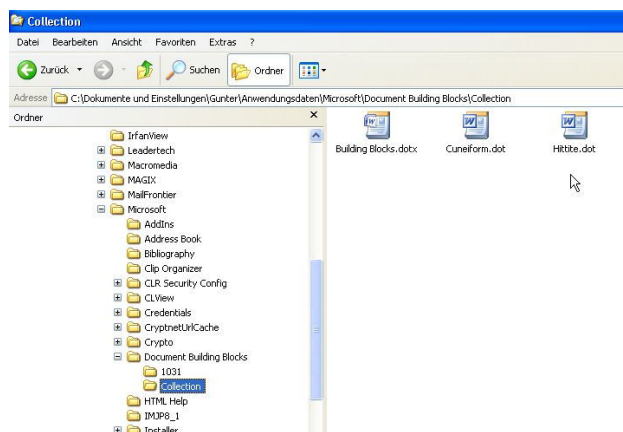 Collection
Datei Bearbeiten Ansicht Favoriten Extras ?
Zurück Suchen Ordner
Adresse C:\Dokumente und Einstellungen\Gunter\Anwendungsdaten\Microsoft\Document Building Blocks\Collection
Ordner
IrfanView
Leadertech
Macromedia
MAGIX
MailFrontier
Microsoft
AddIns
Address Book
Bibliography
Clip Organizer
CLR Security Config
CLView
Credentials
CryptnetUrlCache
Crypto
Document Building Blocks
1031
Collection
HTML Help
IMJP8_1
Installer
Building Blocks.dotx Cuneiform.dot Hittite.dot